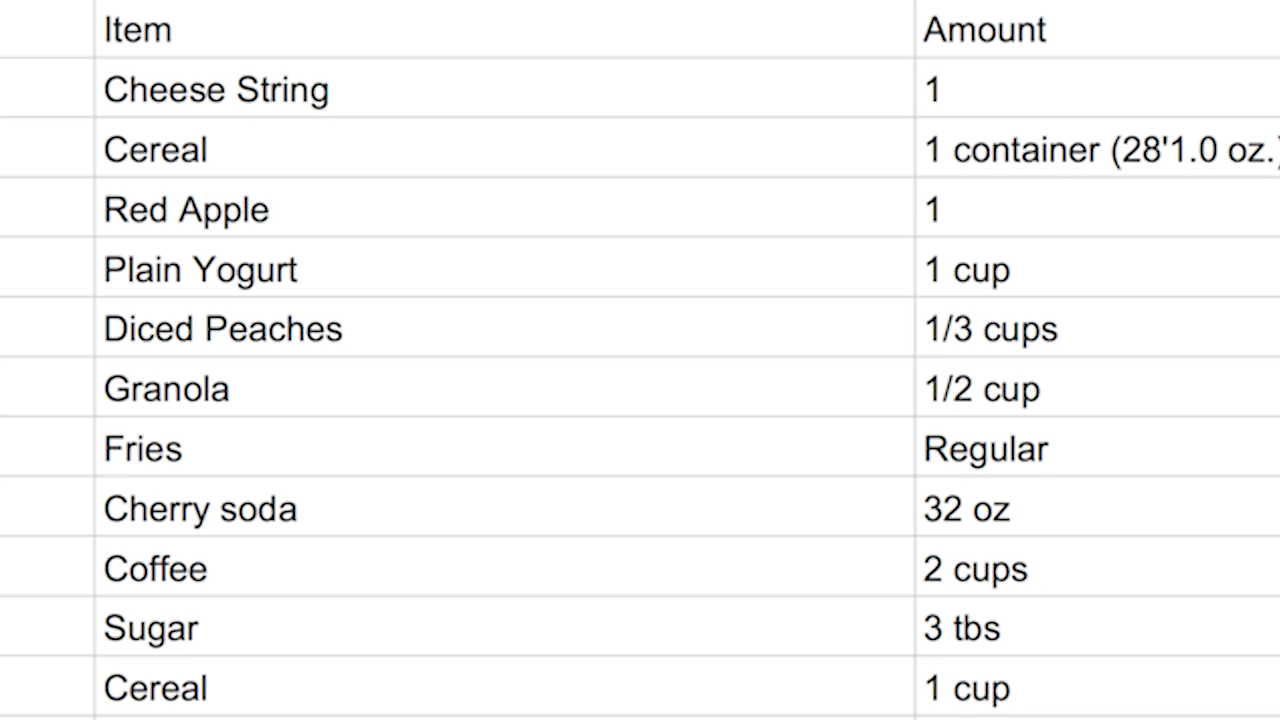 Item Amount
Cheese String 1
Cereal 1 container (28'1.0 oz.)
Red Apple 1
Plain Yogurt 1 cup
Diced Peaches 1/3 cups
Granola 1/2 cup
Fries Regular
Cherry soda 32 oz
Coffee 2 cups
Sugar 3 tbs
Cereal 1 cup